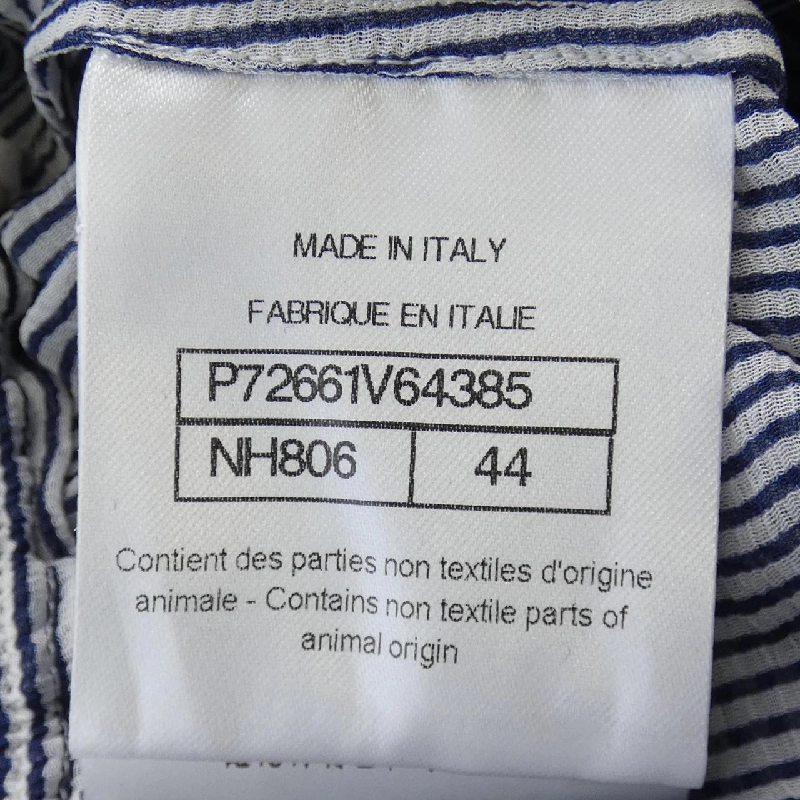 MADE IN ITALY
FABRIQUE EN ITALIE
P72661V64385
NH806 44
Contient des parties non textiles d'origine
animale - Contains non textile parts of
animal origin